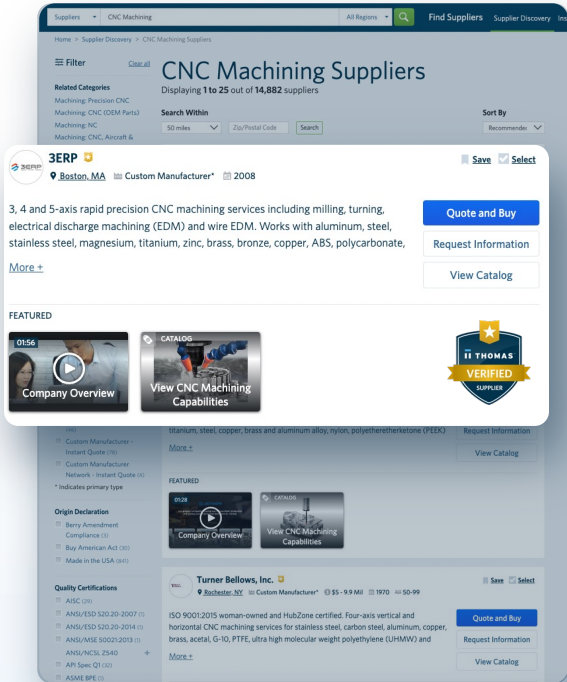 Suppliers CNC Machining All Regions Find Suppliers Supplier Discovery Ins
Home > Supplier Discovery > CNC Machining Suppliers
Filter Clear all
CNC Machining Suppliers
Displaying 1 to 25 out of 14,882 suppliers
Related Categories
Machining: Precision CNC
Machining: CNC (OEM Parts)
Machining: NC
Machining: CNC, Aircraft &
Search Within Sort By
50 miles Zip/Postal Code Search Recommended
3ERP
3ERP
Save Select
Boston, MA Custom Manufacturer* 2008
3, 4 and 5-axis rapid precision CNC machining services including milling, turning,
electrical discharge machining (EDM) and wire EDM. Works with aluminum, steel,
stainless steel, magnesium, titanium, zinc, brass, bronze, copper, ABS, polycarbonate,
More +
Quote and Buy
Request Information
View Catalog
FEATURED
01:56
Company Overview
CATALOG
View CNC Machining
Capabilities
THOMAS
VERIFIED
SUPPLIER
Custom Manufacturer -
Instant Quote (78)
Custom Manufacturer
Network - Instant Quote
* Indicates primary type
titanium, steel, copper, brass and aluminum alloy, nylon, polyetheretherketone (PEEK)
More +
Request Information
View Catalog
FEATURED
01:28
Company Overview
CATALOG
View CNC Machining
Capabilities
Origin Declaration
Berry Amendment
Compliance (3)
Buy American Act (30)
Made in the USA (841)
Turner Bellows, Inc.
Save Select
Rochester, NY Custom Manufacturer* $5 - 9.9 Mil 1970 50-99
ISO 9001:2015 woman-owned and HubZone certified. Four-axis vertical and
horizontal CNC machining services for stainless steel, carbon steel, aluminum, copper,
brass, acetal, G-10, PTFE, ultra high molecular weight polyethylene (UHMW) and
More +
Quote and Buy
Request Information
View Catalog
Quality Certifications
AISC (29)
ANSI/ESD S20.20-2007 (1)
ANSI/ESD S20.20-2014 (1)
ANSI/MSE 50021:2013 (1)
ANSI/NCSL Z540 +
API Spec Q1 (32)
ASME BPE (1)